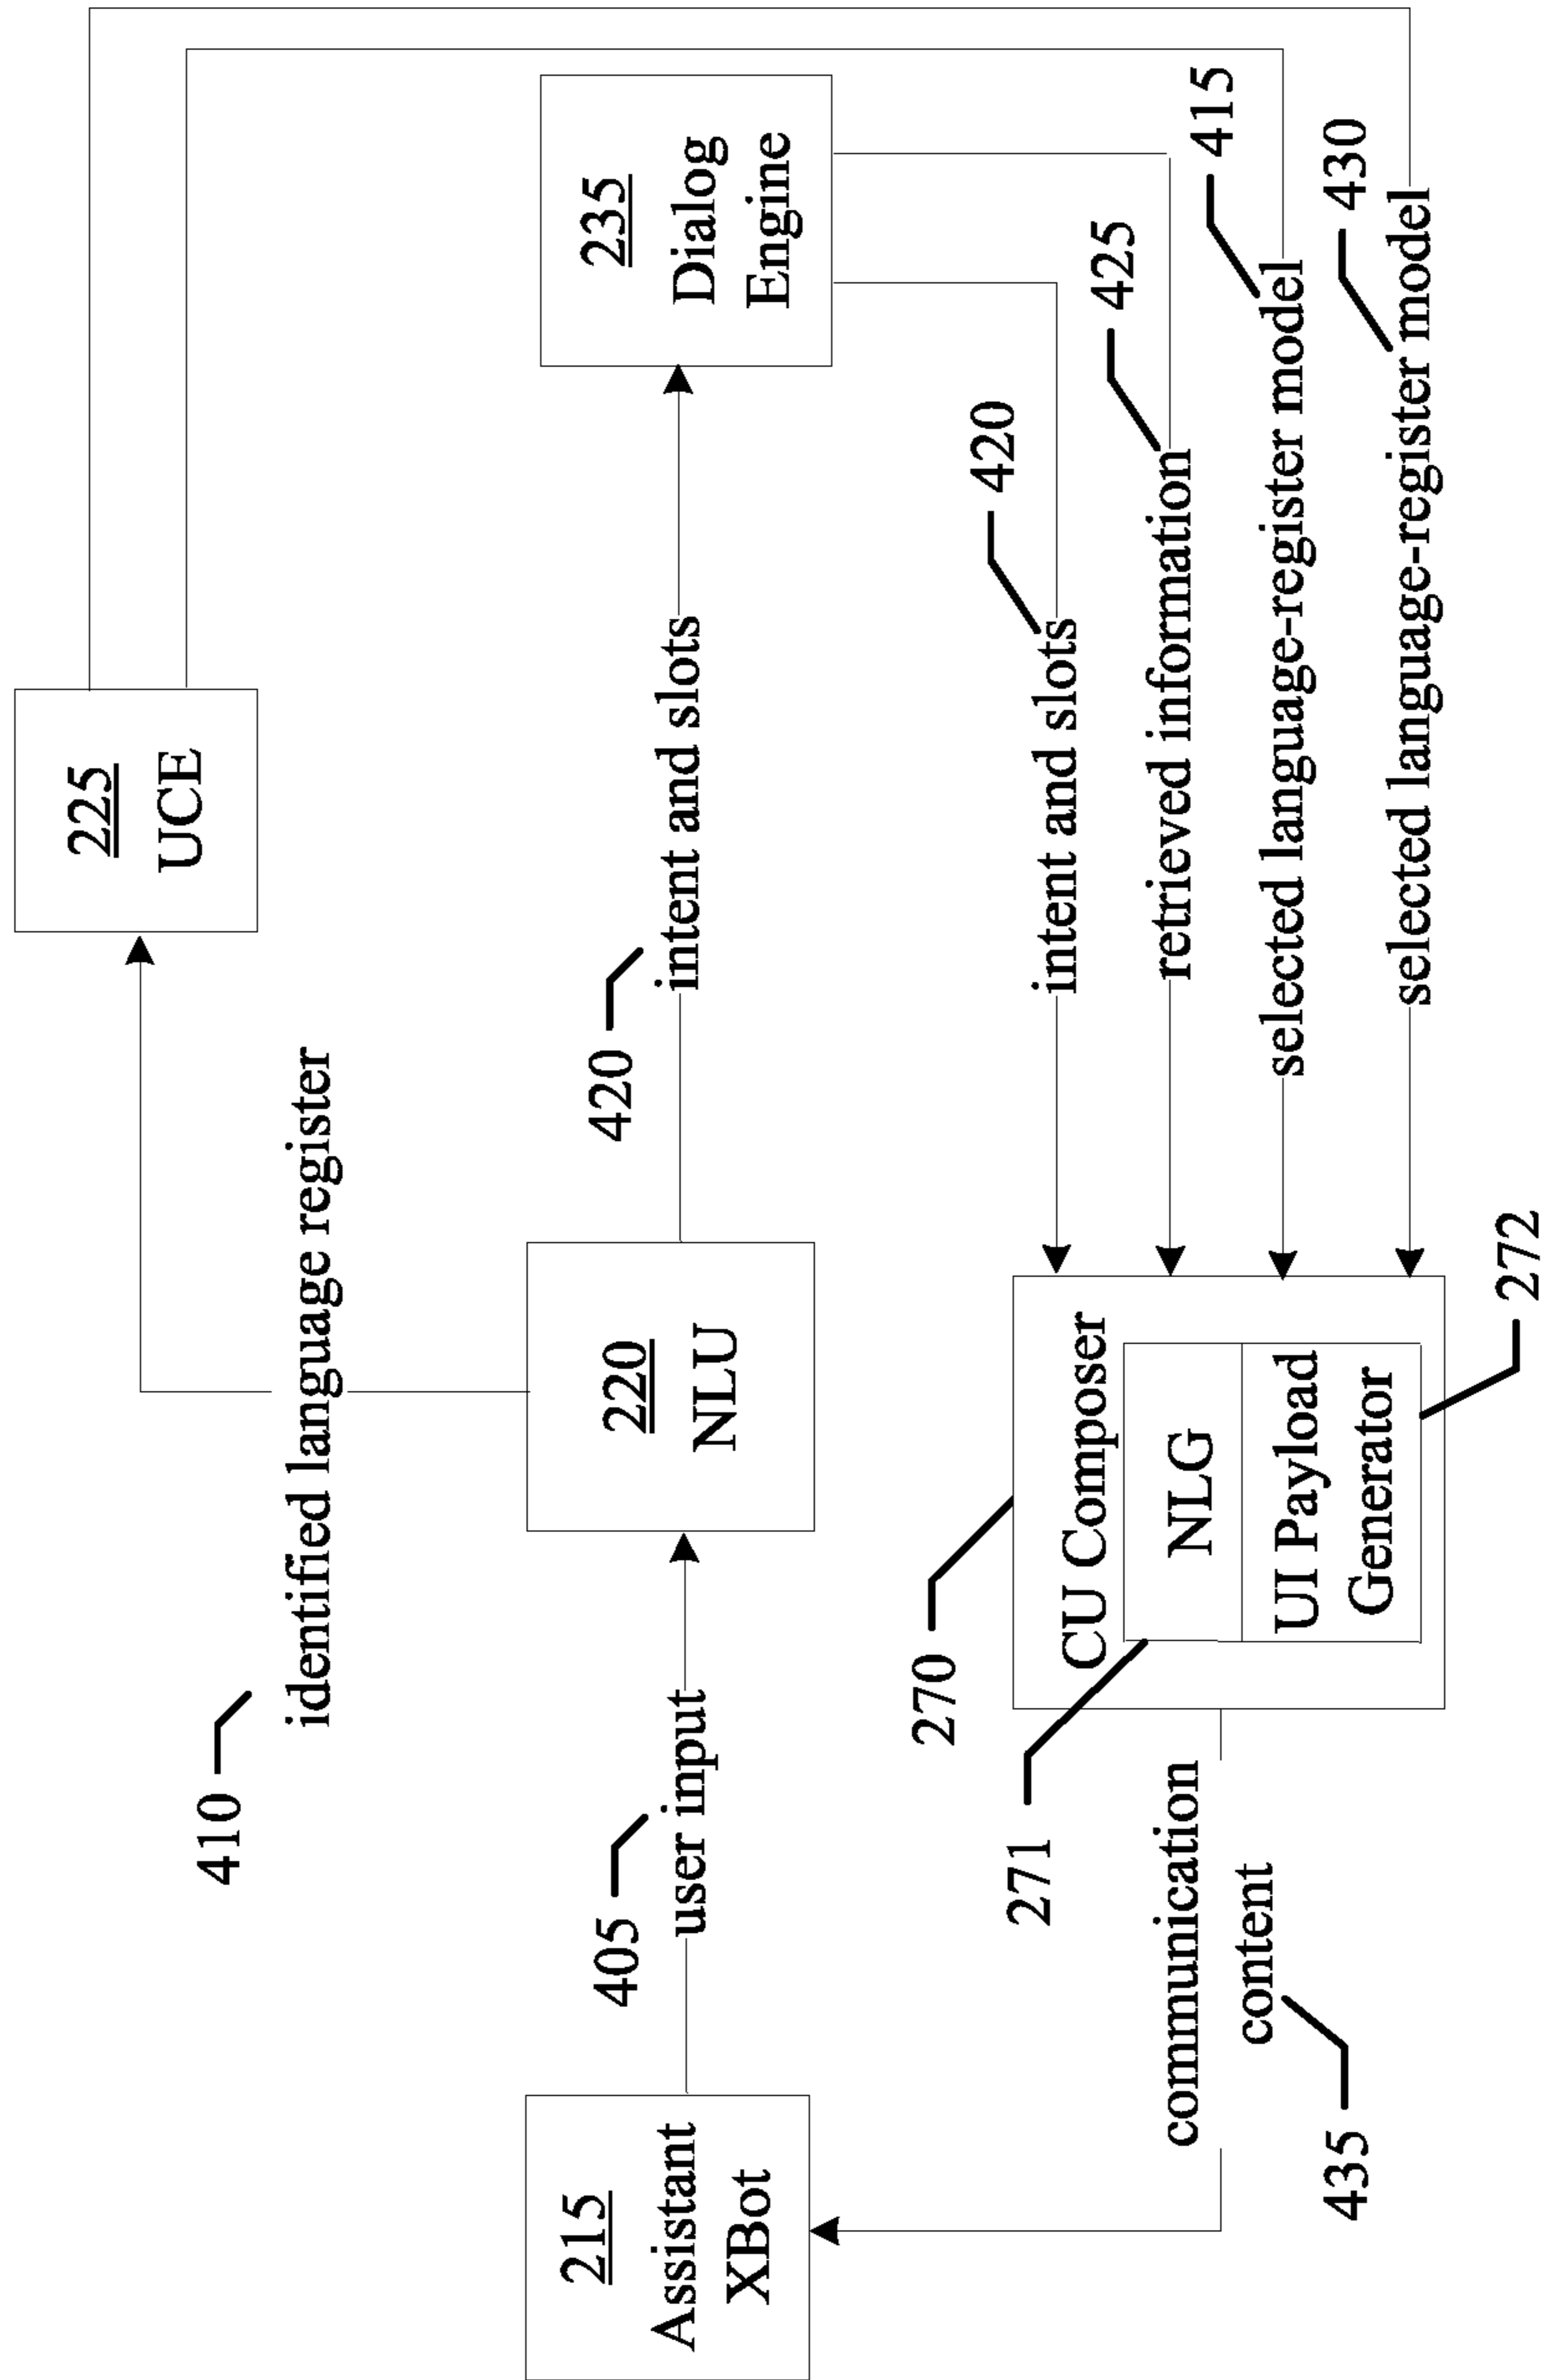 225
UCE
410
identified language register
235
Dialog
Engine
420
intent and slots
220
NLU
405
user input
215
Assistant
XBot
420
intent and slots
425
retrieved information
415
selected language-register model
430
selected language-register model
270
CU Composer
271
NLG
UI Payload
Generator
272
communication
content
435